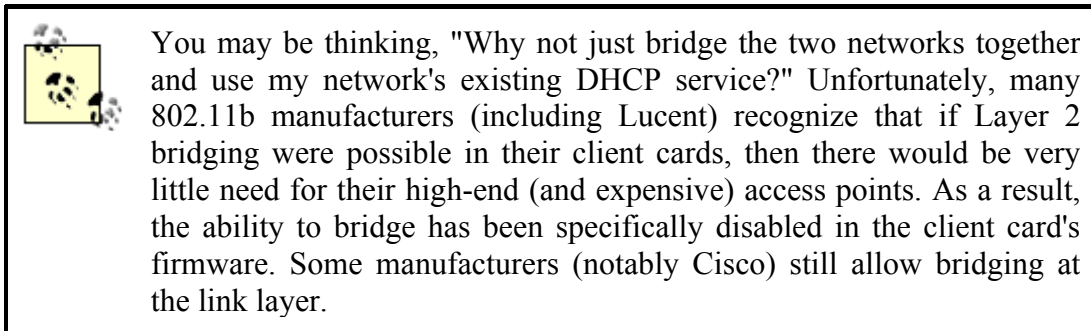 You may be thinking, "Why not just bridge the two networks together
and use my network's existing DHCP service?" Unfortunately, many
802.11b manufacturers (including Lucent) recognize that if Layer 2
bridging were possible in their client cards, then there would be very
little need for their high-end (and expensive) access points. As a result,
the ability to bridge has been specifically disabled in the client card's
firmware. Some manufacturers (notably Cisco) still allow bridging at
the link layer.